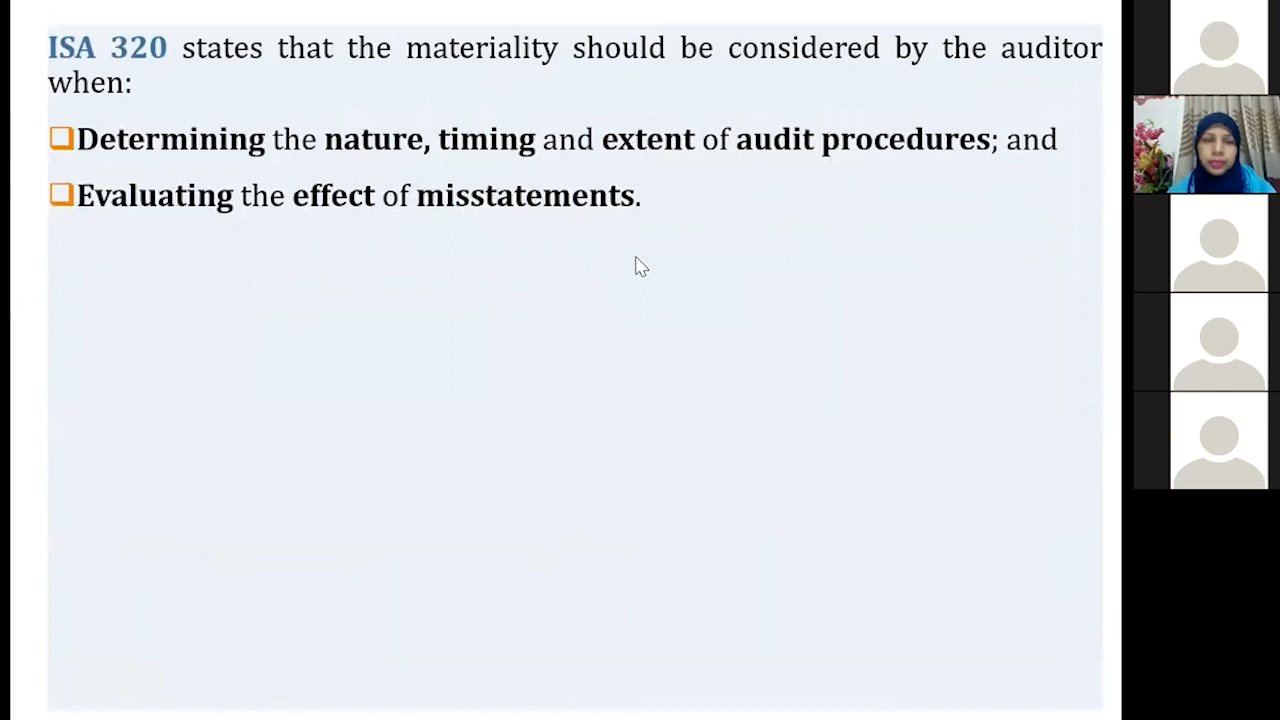 ISA 320 states that the materiality should be considered by the auditor
when:
❑Determining the nature, timing and extent of audit procedures; and
❑Evaluating the effect of misstatements.